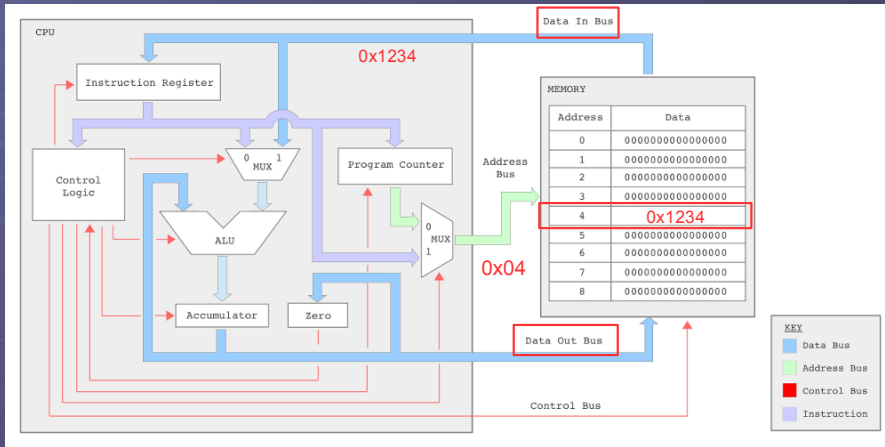 CPU
Data In Bus
0x1234
Instruction Register
MEMORY
Address Data
0 0000000000000000
1 0000000000000000
2 0000000000000000
3 0000000000000000
4 0x1234
5 0000000000000000
6 0000000000000000
7 0000000000000000
8 0000000000000000
Control
Logic
0 1
MUX
Program Counter
Address
Bus
0
MUX
1
ALU
0x04
Accumulator
Zero
Data Out Bus
Control Bus
KEY
Data Bus
Address Bus
Control Bus
Instruction